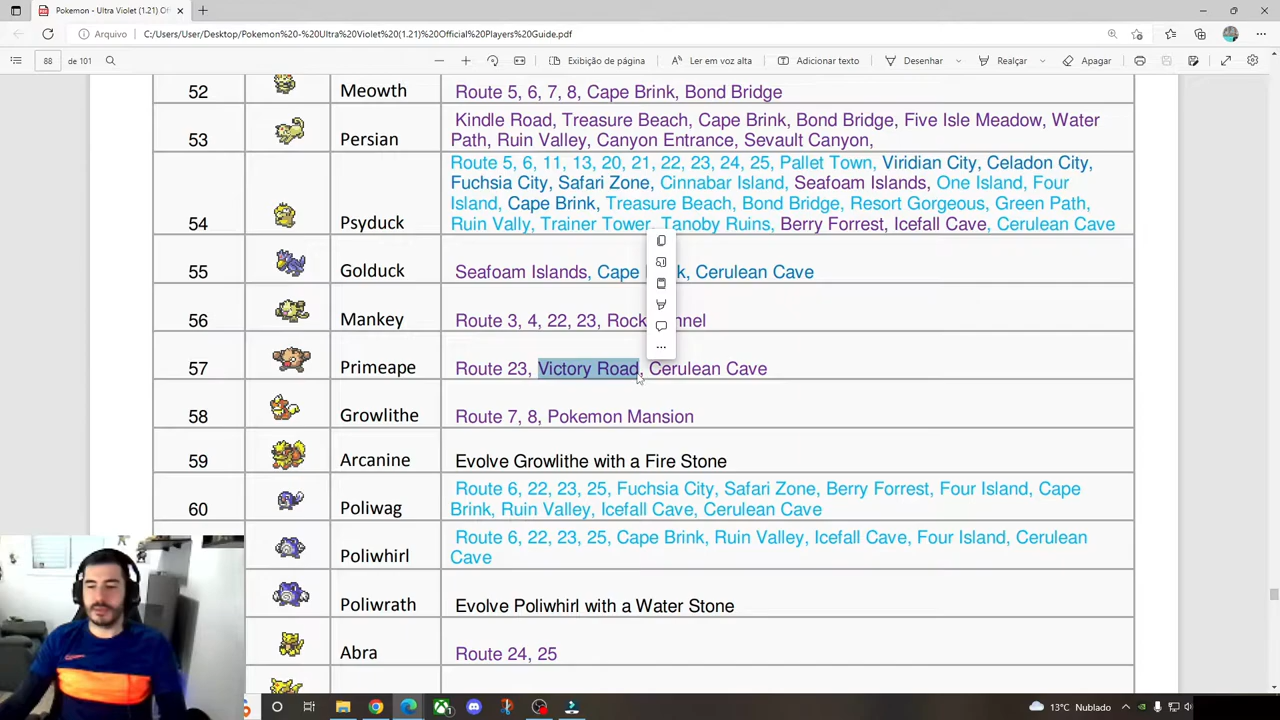 Pokemon - Ultra Violet (1.21) Of
Arquivo
C:/Users/User/Desktop/Pokemon%20-%20Ultra%20Violet%20(1.21)%20Official%20Players%20Guide.pdf
88
de 101
Exibição de página
Ler em voz alta
Adicionar texto
Desenhar
Realçar
Apagar
52 Meowth Route 5, 6, 7, 8, Cape Brink, Bond Bridge
53 Persian Kindle Road, Treasure Beach, Cape Brink, Bond Bridge, Five Isle Meadow, Water
Path, Ruin Valley, Canyon Entrance, Sevault Canyon,
54 Psyduck Route 5, 6, 11, 13, 20, 21, 22, 23, 24, 25, Pallet Town, Viridian City, Celadon City,
Fuchsia City, Safari Zone, Cinnabar Island, Seafoam Islands, One Island, Four
Island, Cape Brink, Treasure Beach, Bond Bridge, Resort Gorgeous, Green Path,
Ruin Vally, Trainer Tower, Tanoby Ruins, Berry Forrest, Icefall Cave, Cerulean Cave
55 Golduck Seafoam Islands, Cape k, Cerulean Cave
56 Mankey Route 3, 4, 22, 23, Rock nnel
57 Primeape Route 23, Victory Road, Cerulean Cave
58 Growlithe Route 7, 8, Pokemon Mansion
59 Arcanine Evolve Growlithe with a Fire Stone
60 Poliwag Route 6, 22, 23, 25, Fuchsia City, Safari Zone, Berry Forrest, Four Island, Cape
Brink, Ruin Valley, Icefall Cave, Cerulean Cave
Poliwhirl Route 6, 22, 23, 25, Cape Brink, Ruin Valley, Icefall Cave, Four Island, Cerulean
Cave
Poliwrath Evolve Poliwhirl with a Water Stone
Abra Route 24, 25
13°C Nublado